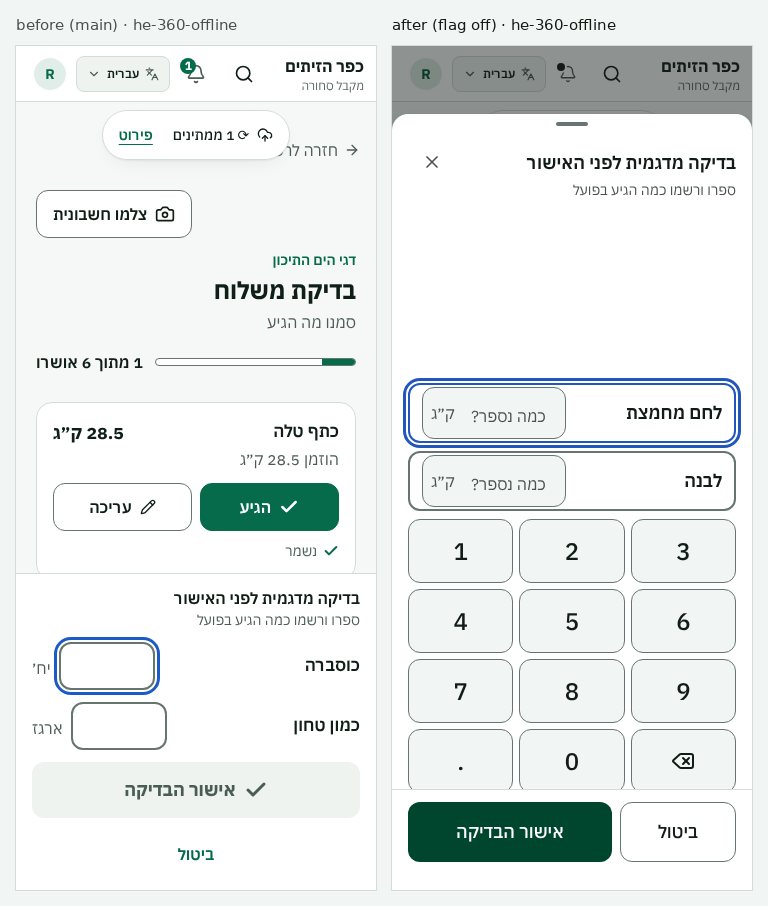 before (main) · he-360-offline
כפר הזיתים
מקבל סחורה
1
עברית
R
1 ממתינים
פירוט
חזרה לר
צלמו חשבונית
דגי הים התיכון
בדיקת משלוח
סמנו מה הגיע
1 מתוך 6 אושרו
כתף טלה
28.5 ק״ג
הוזמן 28.5 ק״ג
הגיע
עריכה
נשמר
בדיקה מדגמית לפני האישור
ספרו ורשמו כמה הגיע בפועל
כוסברה
יח׳
כמון טחון
ארגז
אישור הבדיקה
ביטול
after (flag off) · he-360-offline
כפר הזיתים
מקבל סחורה
עברית
R
בדיקה מדגמית לפני האישור
ספרו ורשמו כמה הגיע בפועל
לחם מחמצת
כמה נספר?
ק״ג
לבנה
כמה נספר?
ק״ג
1 2 3
4 5 6
7 8 9
. 0
ביטול
אישור הבדיקה